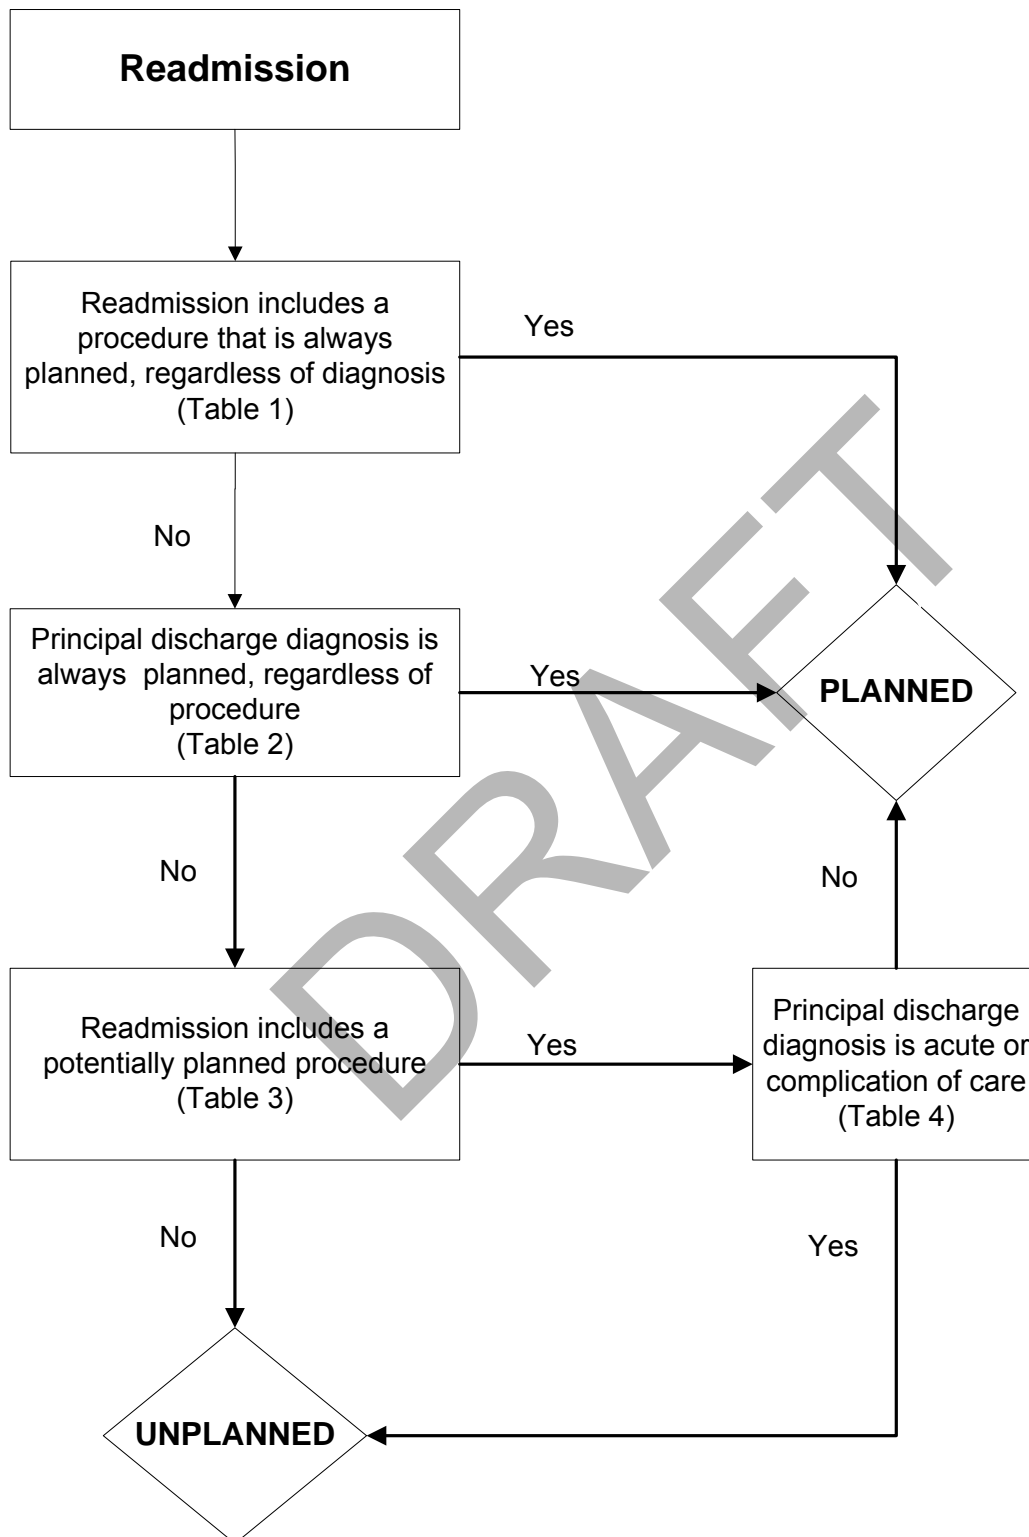 Readmission
Readmission includes a
procedure that is always
planned, regardless of diagnosis
(Table 1)
Yes
No
Principal discharge diagnosis is
always  planned, regardless of
procedure
(Table 2)
Yes
PLANNED
No
No
Readmission includes a
potentially planned procedure
(Table 3)
Yes
Principal discharge
diagnosis is acute or
complication of care
(Table 4)
No
Yes
UNPLANNED
DRAFT